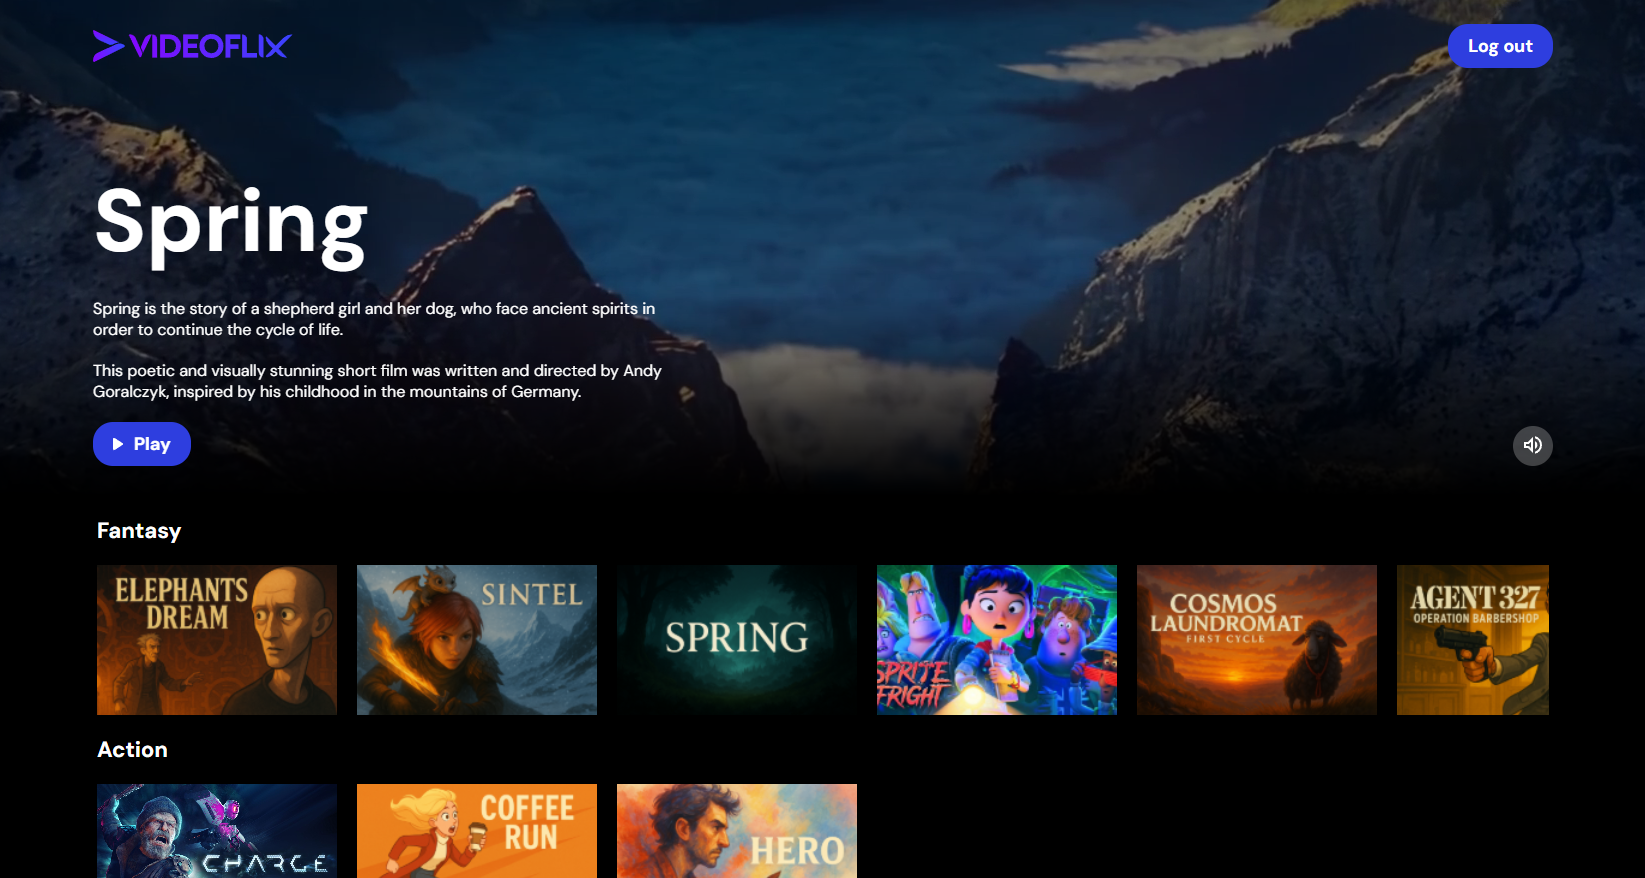 VIDEOFLIX
Log out
Spring
Spring is the story of a shepherd girl and her dog, who face ancient spirits in
order to continue the cycle of life.
This poetic and visually stunning short film was written and directed by Andy
Goralczyk, inspired by his childhood in the mountains of Germany.
Play
Fantasy
ELEPHANTS
DREAM
SINTEL
SPRING
SPRITE
FRIGHT
COSMOS
LAUNDROMAT
FIRST CYCLE
AGENT 327
OPERATION BARBERSHOP
Action
CHARGE
COFFEE
RUN
HERO